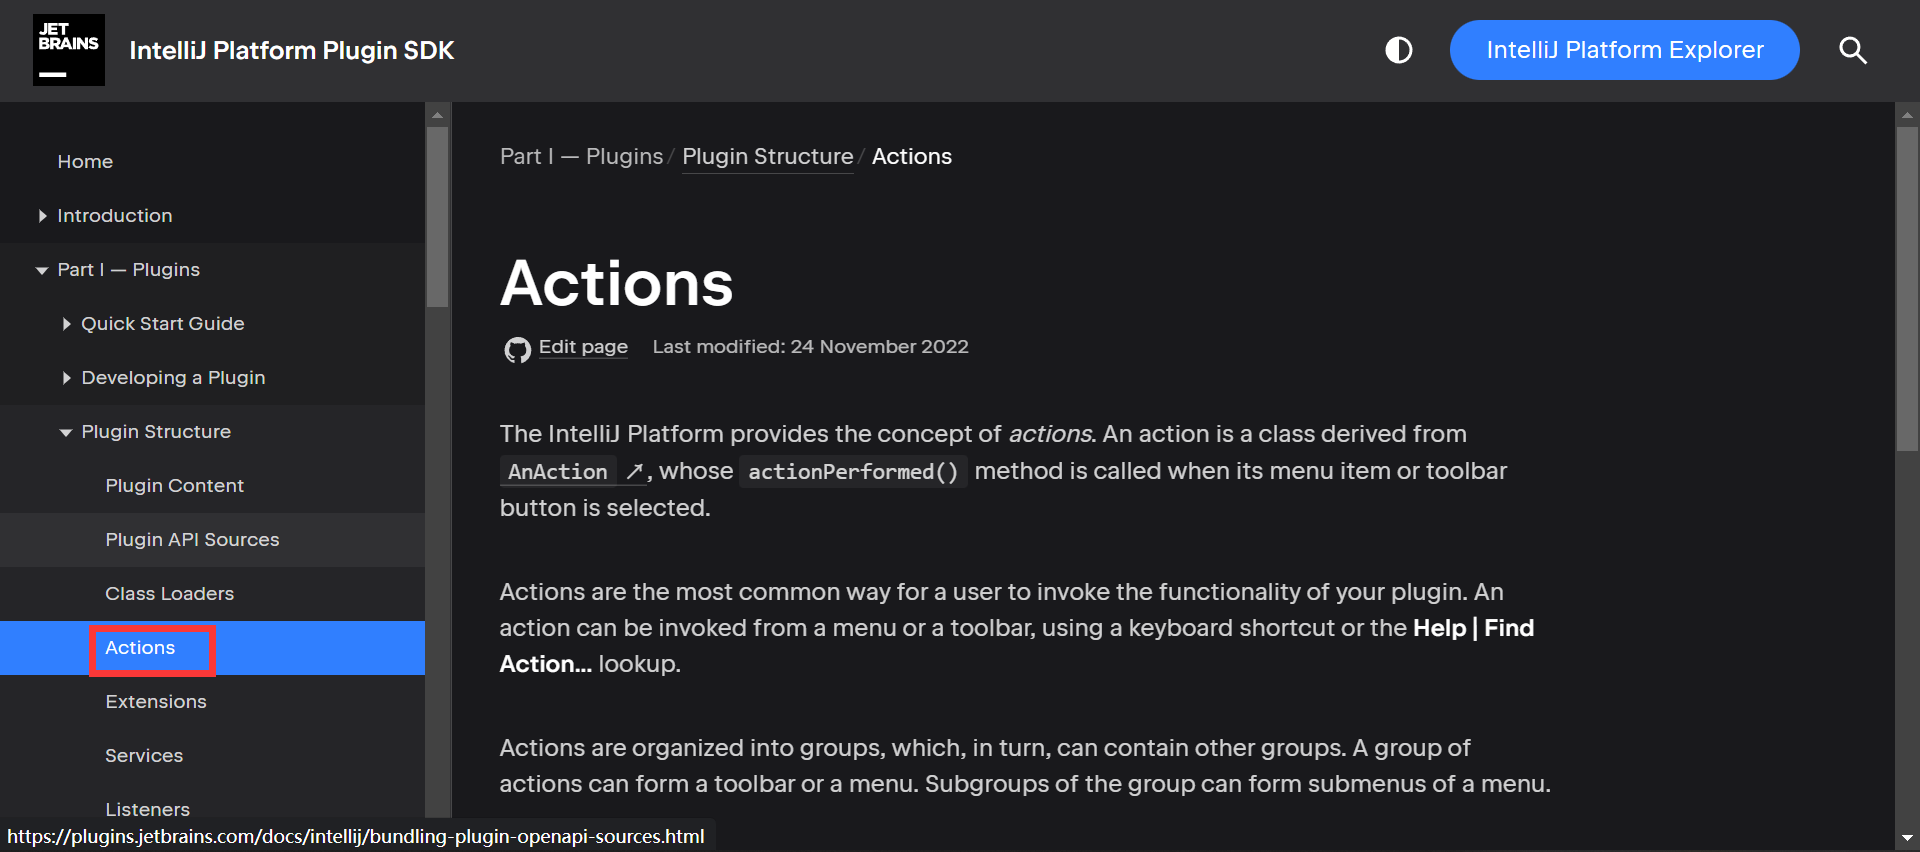 JET
BRAINS
IntelliJ Platform Plugin SDK
IntelliJ Platform Explorer
Home
Introduction
Part I — Plugins
Quick Start Guide
Developing a Plugin
Plugin Structure
Plugin Content
Plugin API Sources
Class Loaders
Actions
Extensions
Services
Listeners
https://plugins.jetbrains.com/docs/intellij/bundling-plugin-openapi-sources.html
Part I — Plugins / Plugin Structure / Actions
Actions
Edit page Last modified: 24 November 2022
The IntelliJ Platform provides the concept of actions. An action is a class derived from
AnAction ↗, whose actionPerformed() method is called when its menu item or toolbar
button is selected.
Actions are the most common way for a user to invoke the functionality of your plugin. An
action can be invoked from a menu or a toolbar, using a keyboard shortcut or the Help | Find
Action... lookup.
Actions are organized into groups, which, in turn, can contain other groups. A group of
actions can form a toolbar or a menu. Subgroups of the group can form submenus of a menu.